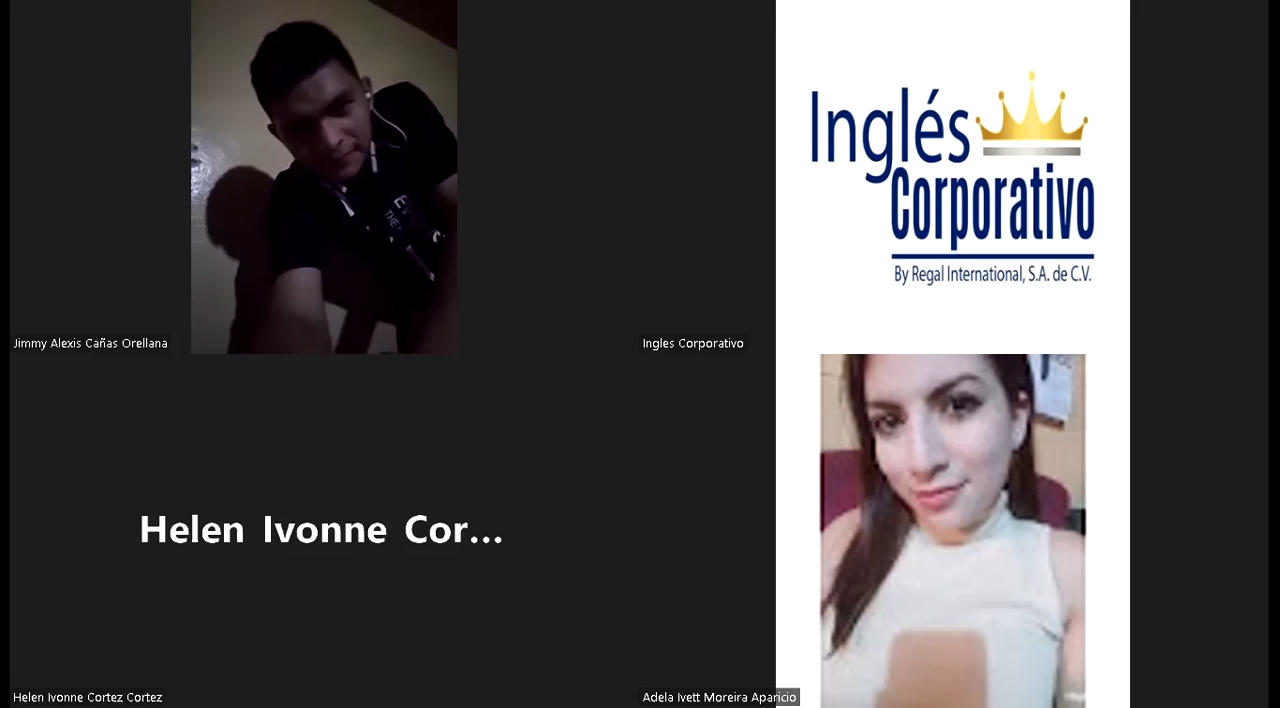 Inglés
Corporativo
By Regal International, S.A. de C.V.
Jimmy Alexis Cañas Orellana
Ingles Corporativo
Helen Ivonne Cor...
Helen Ivonne Cortez Cortez
Adela Ivett Moreira Aparicio